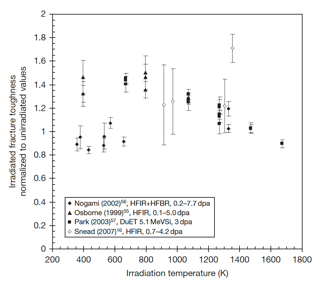 Irradiated fracture toughness
normalized to unirradiated values
2
1.8
1.6
1.4
1.2
1
0.8
0.6
0.4
0.2
0
Nogami (2002)⁵⁶, HFIR+HFBR, 0.2–7.7 dpa
Osborne (1999)⁵⁵, HFIR, 0.1–5.0 dpa
Park (2003)⁵⁷, DuET 5.1 MeVSi, 3 dpa
Snead (2007)¹⁶, HFIR, 0.7–4.2 dpa
200 400 600 800 1000 1200 1400 1600 1800
Irradiation temperature (K)